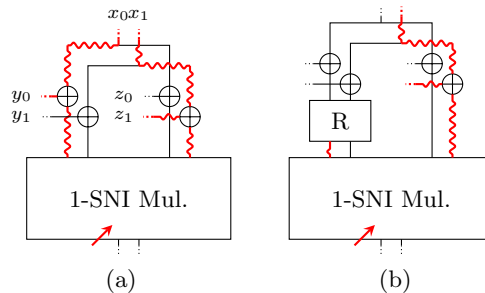 x₀x₁
y₀ z₀
y₁ z₁
R
1-SNI Mul. 1-SNI Mul.
(a) (b)